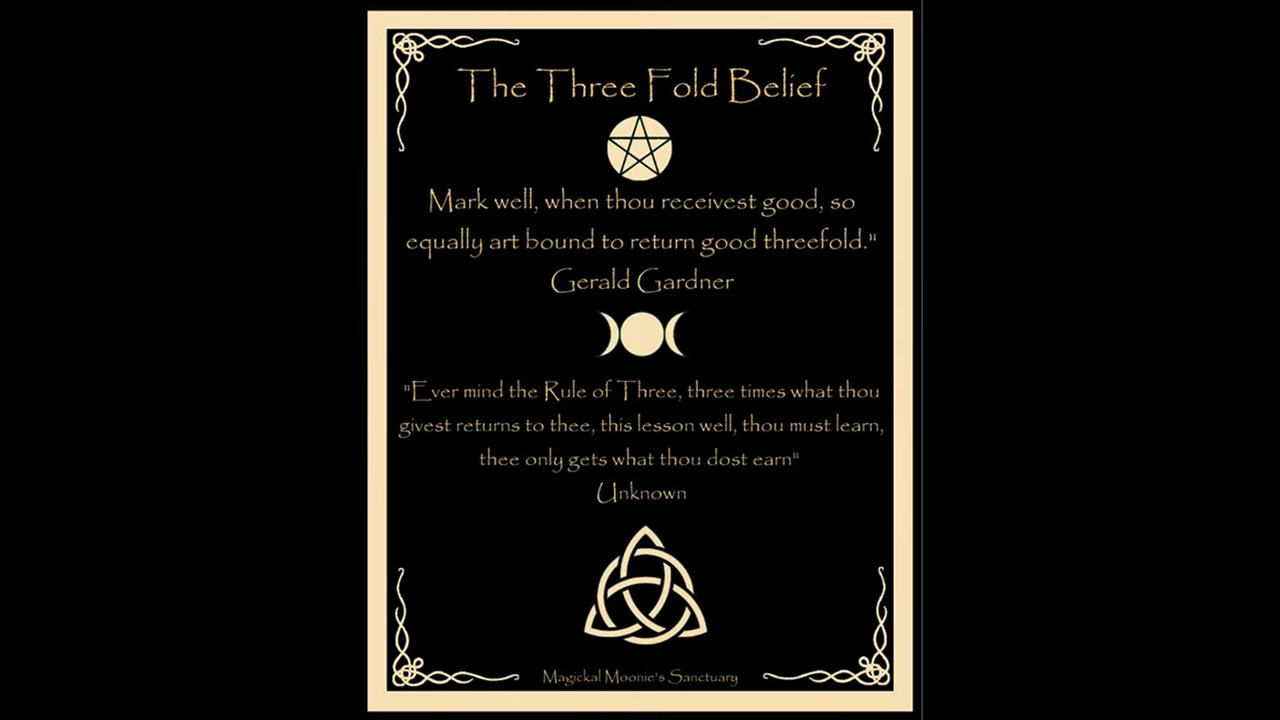 The Three Fold Belief
Mark well, when thou receivest good, so
equally art bound to return good threefold."
Gerald Gardner
"Ever mind the Rule of Three, three times what thou
givest returns to thee, this lesson well, thou must learn,
thee only gets what thou dost earn"
Unknown
Magickal Moonie's Sanctuary